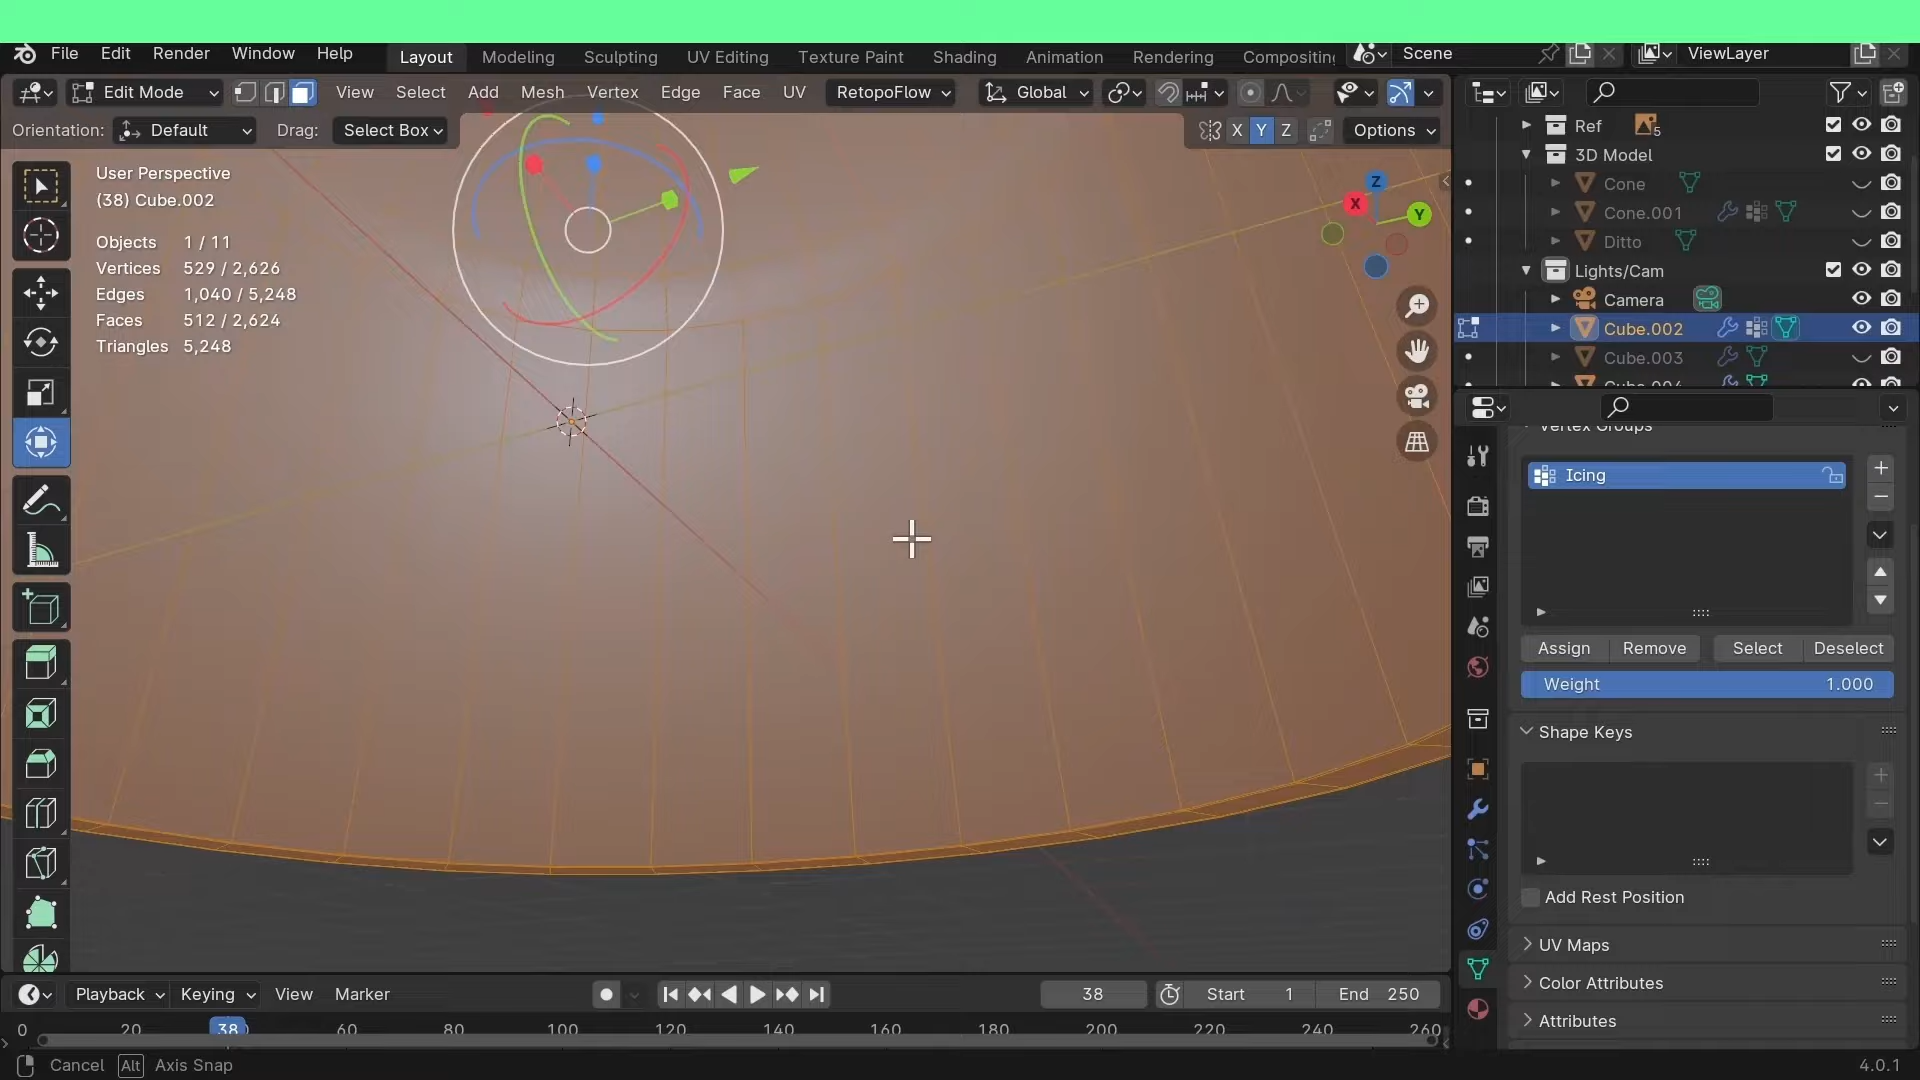 File Edit Render Window Help Layout Modeling Sculpting UV Editing Texture Paint Shading Animation Rendering Compositing Scene ViewLayer
Edit Mode View Select Add Mesh Vertex Edge Face UV RetopoFlow Global
Orientation: Default Drag: Select Box X Y Z Options
User Perspective
(38) Cube.002
Objects 1 / 11
Vertices 529 / 2,626
Edges 1,040 / 5,248
Faces 512 / 2,624
Triangles 5,248
Z
X
Y
Ref 5
3D Model
Cone
Cone.001
Ditto
Lights/Cam
Camera
Cube.002
Cube.003
Cube.004
Vertex Groups
Icing
Assign Remove Select Deselect
Weight 1.000
Shape Keys
Add Rest Position
UV Maps
Color Attributes
Attributes
Playback Keying View Marker 38 Start 1 End 250
0 20 38 60 80 100 120 140 160 180 200 220 240 260
Cancel Alt Axis Snap 4.0.1